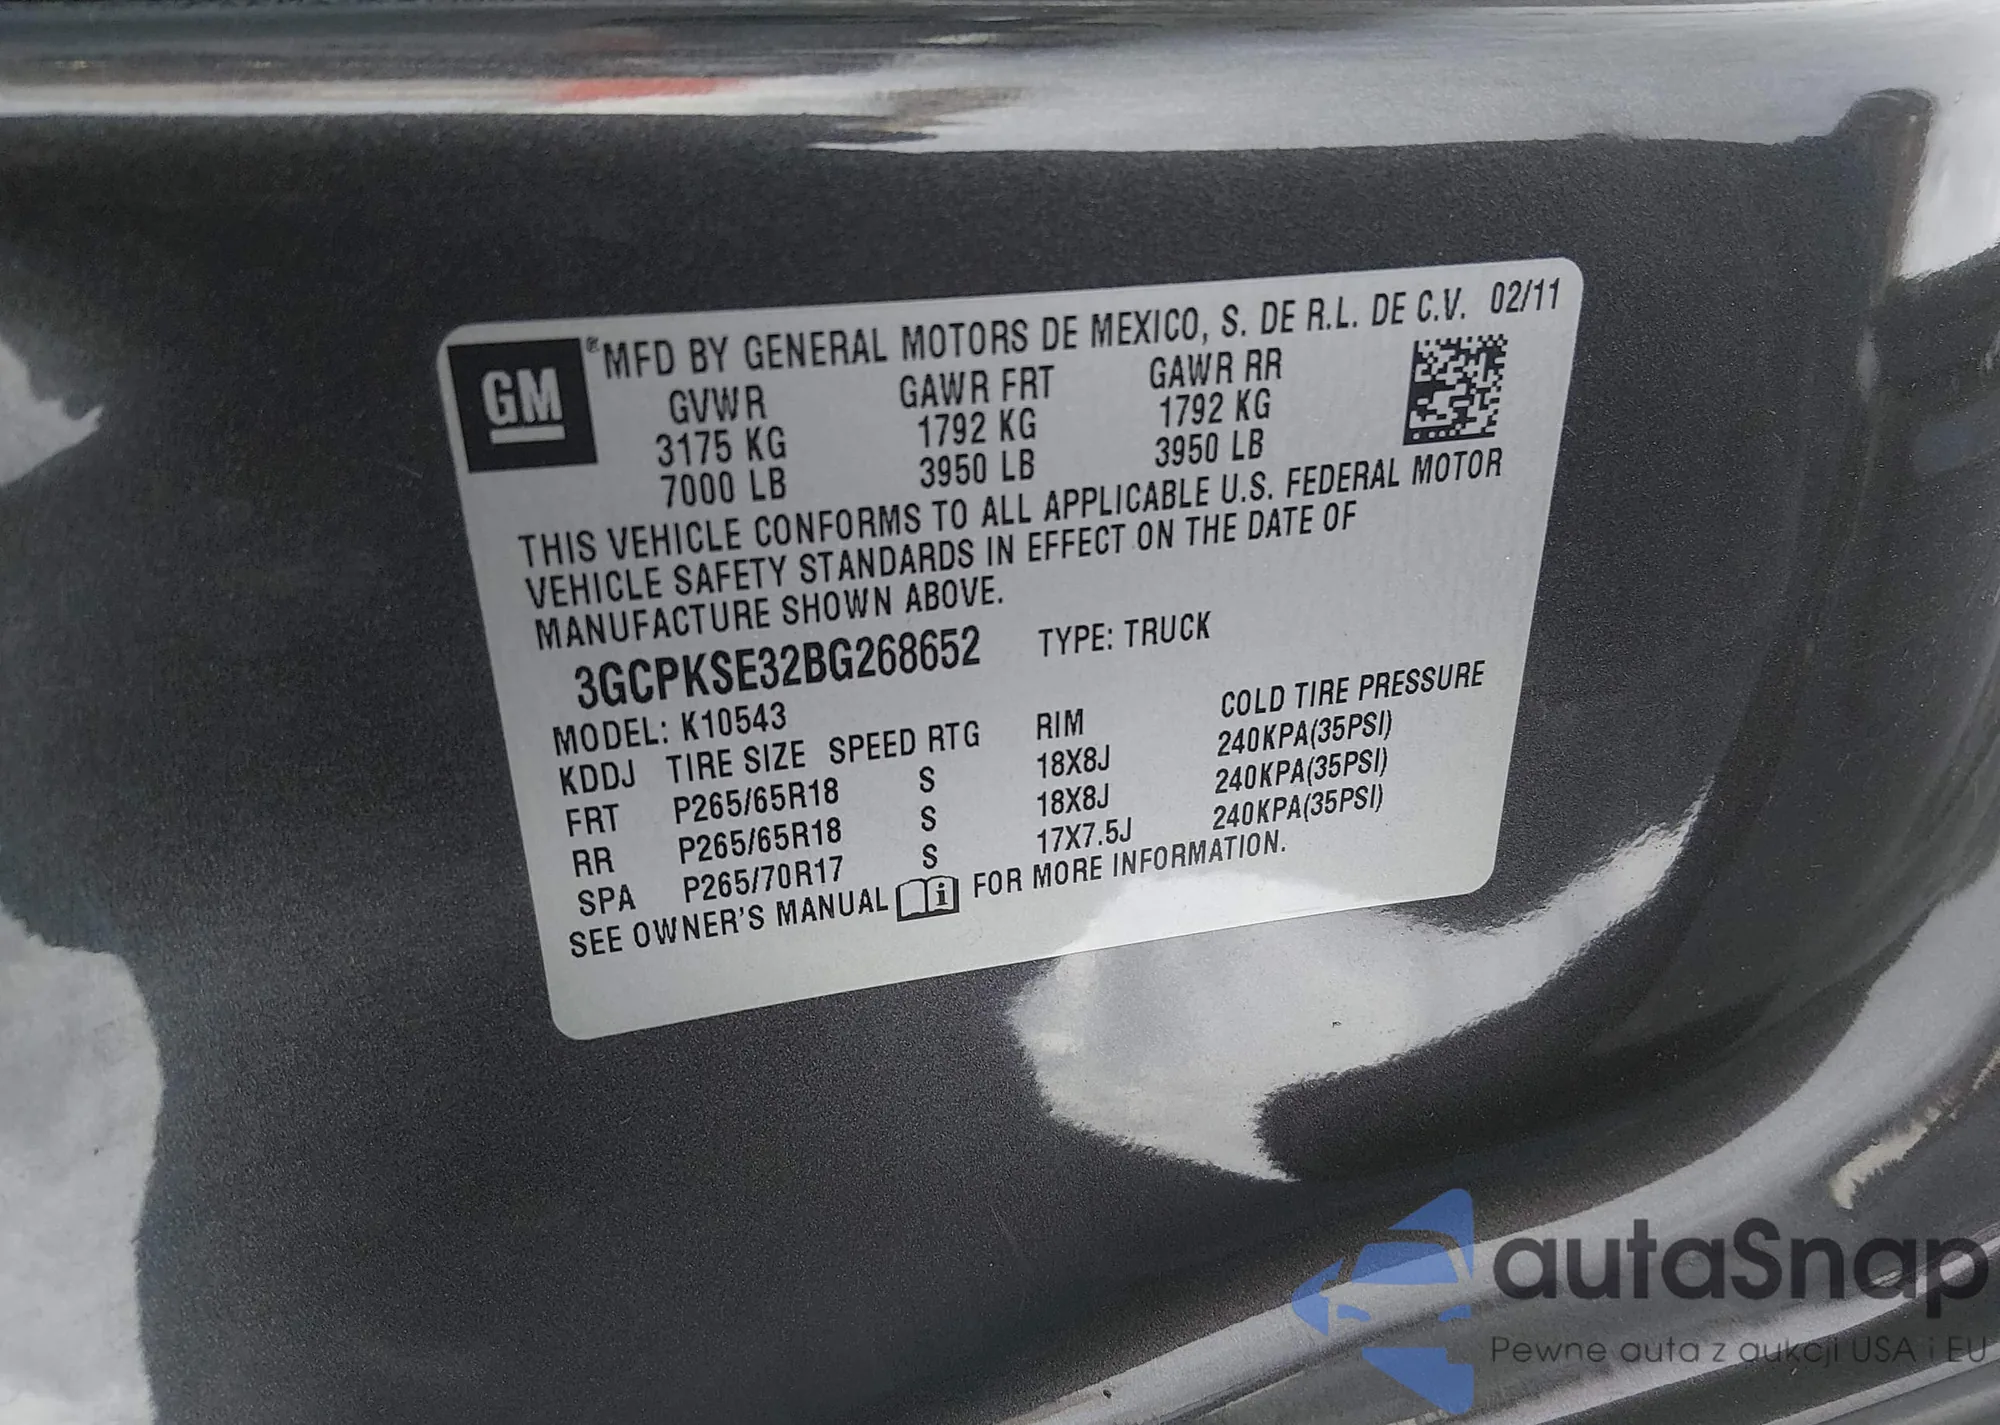 GM
®MFD BY GENERAL MOTORS DE MEXICO, S. DE R.L. DE C.V. 02/11
GVWR GAWR FRT GAWR RR
3175 KG 1792 KG 1792 KG
7000 LB 3950 LB 3950 LB
THIS VEHICLE CONFORMS TO ALL APPLICABLE U.S. FEDERAL MOTOR
VEHICLE SAFETY STANDARDS IN EFFECT ON THE DATE OF
MANUFACTURE SHOWN ABOVE.
3GCPKSE32BG268652 TYPE: TRUCK
MODEL: K10543
KDDJ TIRE SIZE SPEED RTG RIM COLD TIRE PRESSURE
FRT P265/65R18 S 18X8J 240KPA(35PSI)
RR P265/65R18 S 18X8J 240KPA(35PSI)
SPA P265/70R17 S 17X7.5J 240KPA(35PSI)
SEE OWNER'S MANUAL i FOR MORE INFORMATION.
autaSnap
Pewne auta z aukcji USA i EU